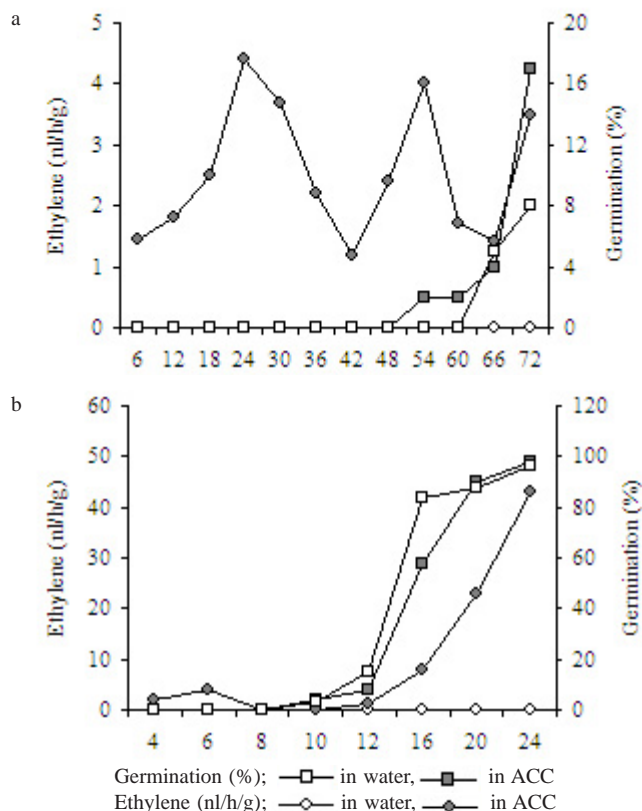 a
5
4
3
2
1
0
Ethylene (nl/h/g)
20
16
12
8
4
0
Germination (%)
6 12 18 24 30 36 42 48 54 60 66 72
b
60
50
40
30
20
10
0
Ethylene (nl/h/g)
120
100
80
60
40
20
0
Germination (%)
4 6 8 10 12 16 20 24
Germination (%); in water, in ACC
Ethylene (nl/h/g); in water, in ACC